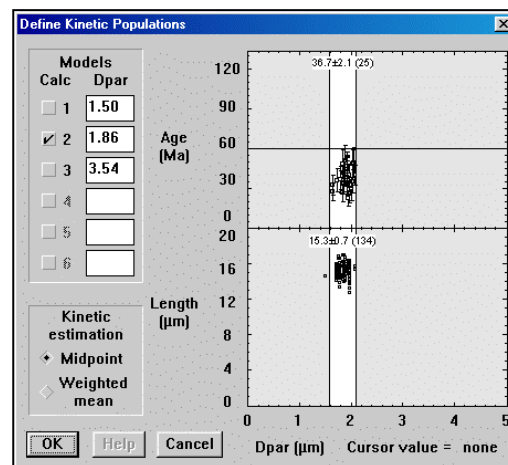 Define Kinetic Populations
Models
Calc Dpar
1 1.50
2 1.86
3 3.54
4
5
6
Kinetic
estimation
Midpoint
Weighted
mean
OK Help Cancel
Age
(Ma)
120
90
60
30
0
36.7±2.1 (25)
Length
(µm)
20
16
12
8
4
0
15.3±0.7 (134)
0 1 2 3 4 5
Dpar (µm) Cursor value = none